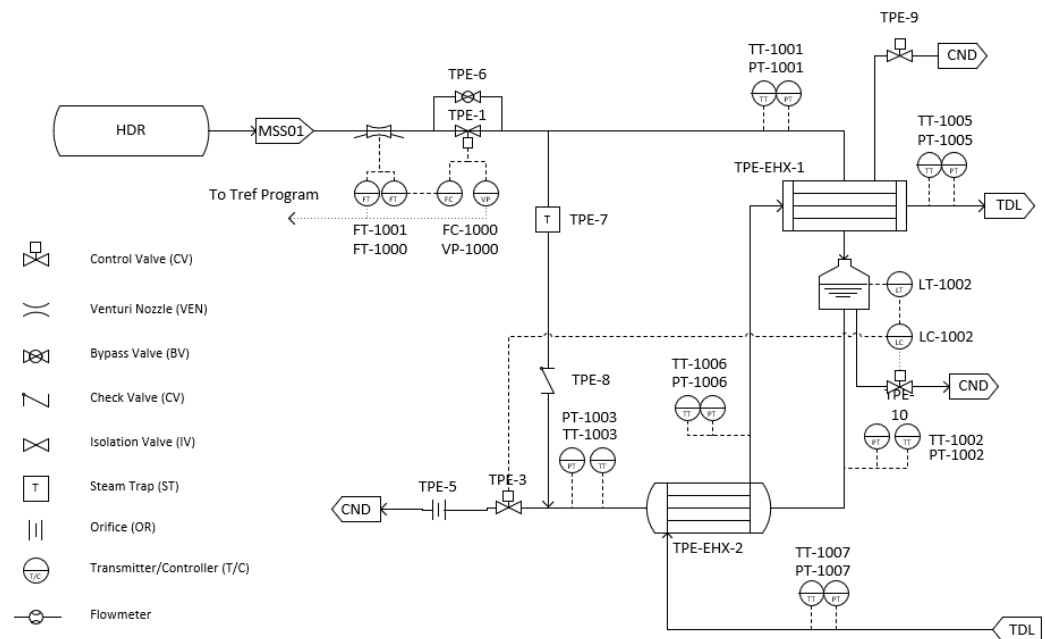 TPE-9
CND
TT-1001
PT-1001
TT PT
TPE-6
TPE-1
HDR
MSS01
TT-1005
PT-1005
TT PT
TPE-EHX-1
TDL
To Tref Program
FT FT FC VP
FT-1001
FT-1000
FC-1000
VP-1000
T
TPE-7
LT
LT-1002
LC
LC-1002
CND
TPE-
10
TPE-8
TT-1006
PT-1006
TT PT
PT-1003
TT-1003
PT TT
PT TT
TT-1002
PT-1002
CND
TPE-5
TPE-3
TPE-EHX-2
TT-1007
PT-1007
TT PT
TDL
Control Valve (CV)
Venturi Nozzle (VEN)
Bypass Valve (BV)
Check Valve (CV)
Isolation Valve (IV)
T
Steam Trap (ST)
Orifice (OR)
T/C
Transmitter/Controller (T/C)
Flowmeter